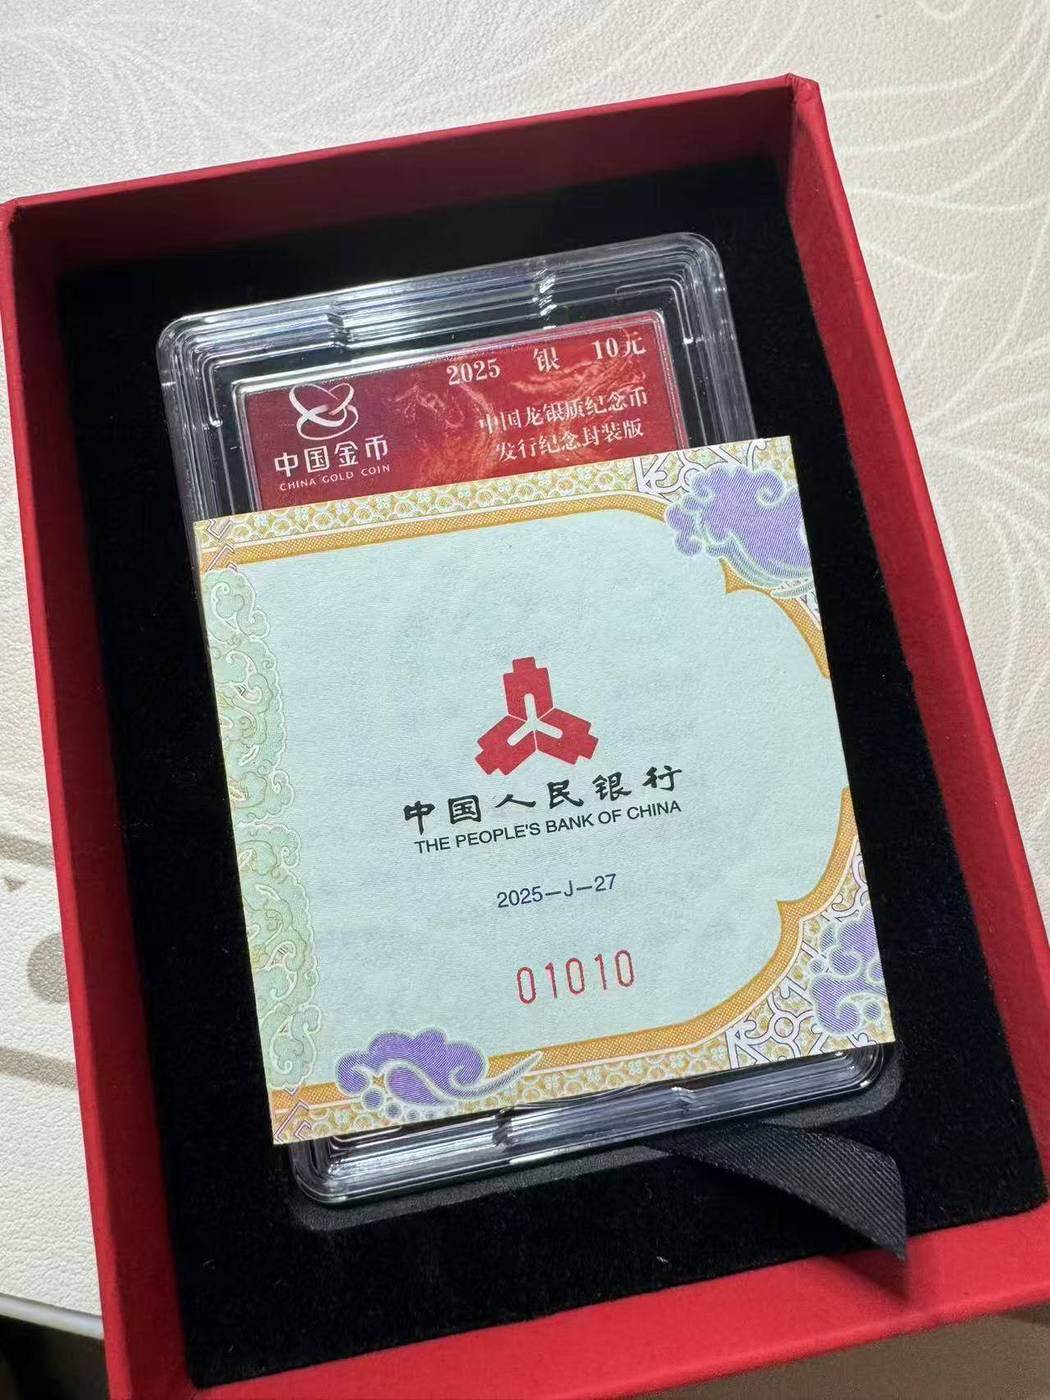 2025 银 10元
中国龙银质纪念币
发行纪念封装版
中国金币
CHINA GOLD COIN
中国人民银行
THE PEOPLE'S BANK OF CHINA
2025—J—27
01010